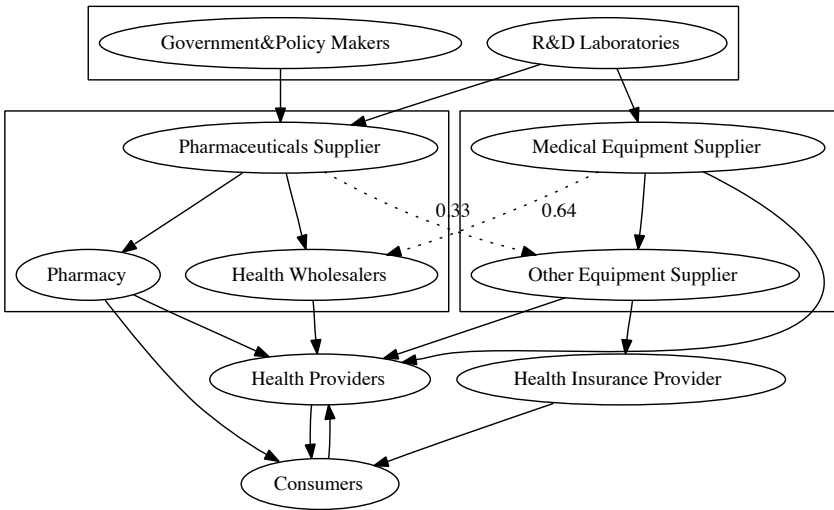 Government&Policy Makers
R&D Laboratories
Pharmaceuticals Supplier
Medical Equipment Supplier
0.33
0.64
Pharmacy
Health Wholesalers
Other Equipment Supplier
Health Providers
Health Insurance Provider
Consumers